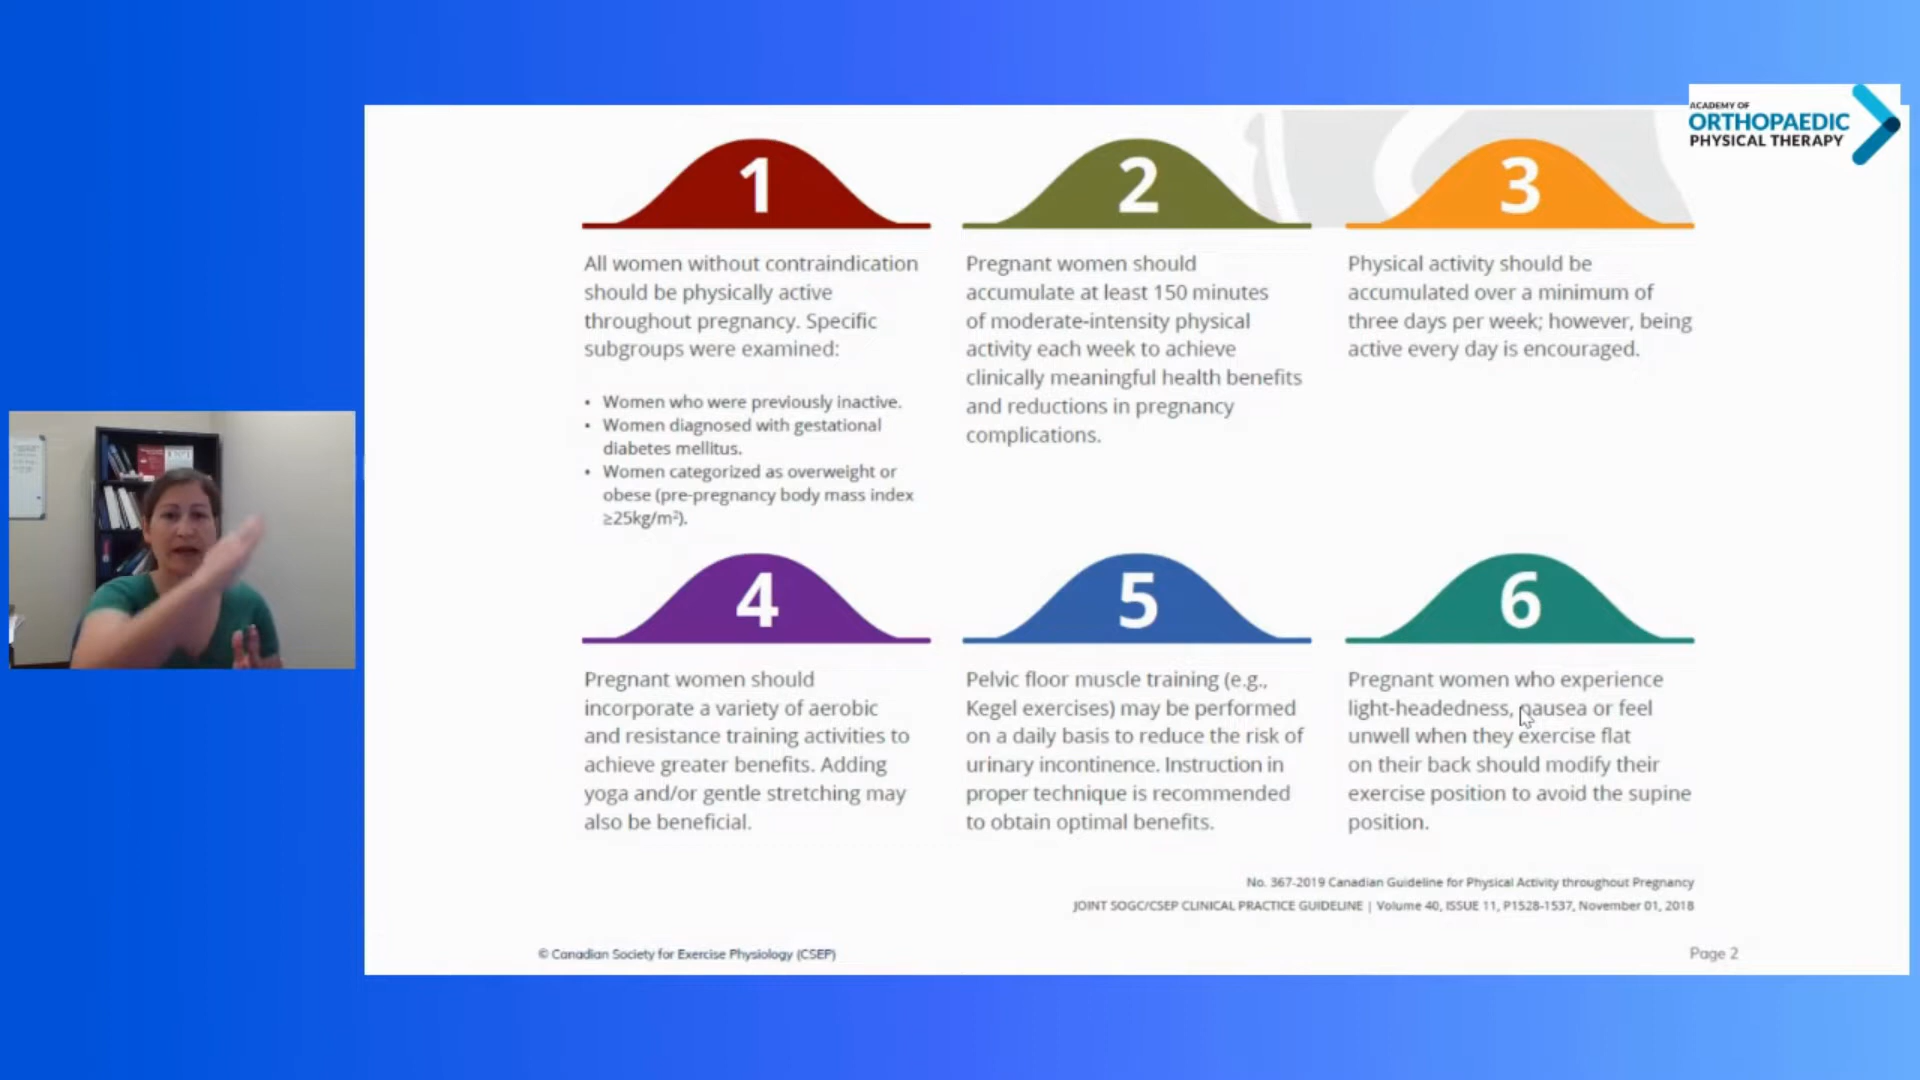 ACADEMY OF
ORTHOPAEDIC
PHYSICAL THERAPY
1
All women without contraindication
should be physically active
throughout pregnancy. Specific
subgroups were examined:
• Women who were previously inactive.
• Women diagnosed with gestational
diabetes mellitus.
• Women categorized as overweight or
obese (pre-pregnancy body mass index
≥25kg/m²).
2
Pregnant women should
accumulate at least 150 minutes
of moderate-intensity physical
activity each week to achieve
clinically meaningful health benefits
and reductions in pregnancy
complications.
3
Physical activity should be
accumulated over a minimum of
three days per week; however, being
active every day is encouraged.
4
Pregnant women should
incorporate a variety of aerobic
and resistance training activities to
achieve greater benefits. Adding
yoga and/or gentle stretching may
also be beneficial.
5
Pelvic floor muscle training (e.g.,
Kegel exercises) may be performed
on a daily basis to reduce the risk of
urinary incontinence. Instruction in
proper technique is recommended
to obtain optimal benefits.
6
Pregnant women who experience
light-headedness, nausea or feel
unwell when they exercise flat
on their back should modify their
exercise position to avoid the supine
position.
No. 367-2019 Canadian Guideline for Physical Activity throughout Pregnancy
JOINT SOGC/CSEP CLINICAL PRACTICE GUIDELINE | Volume 40, ISSUE 11, P1528-1537, November 01, 2018
© Canadian Society for Exercise Physiology (CSEP)
Page 2